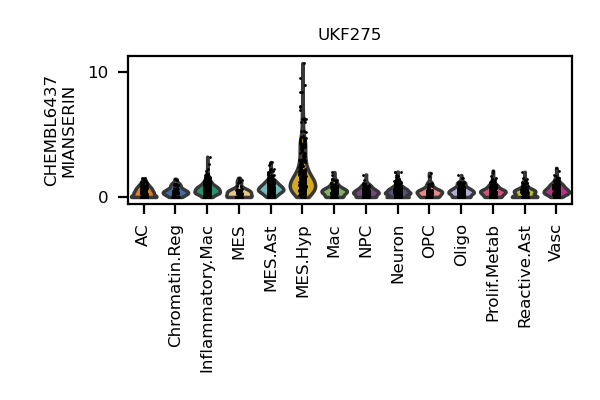 UKF275
CHEMBL6437
MIANSERIN
10
0
AC
Chromatin.Reg
Inflammatory.Mac
MES
MES.Ast
MES.Hyp
Mac
NPC
Neuron
OPC
Oligo
Prolif.Metab
Reactive.Ast
Vasc